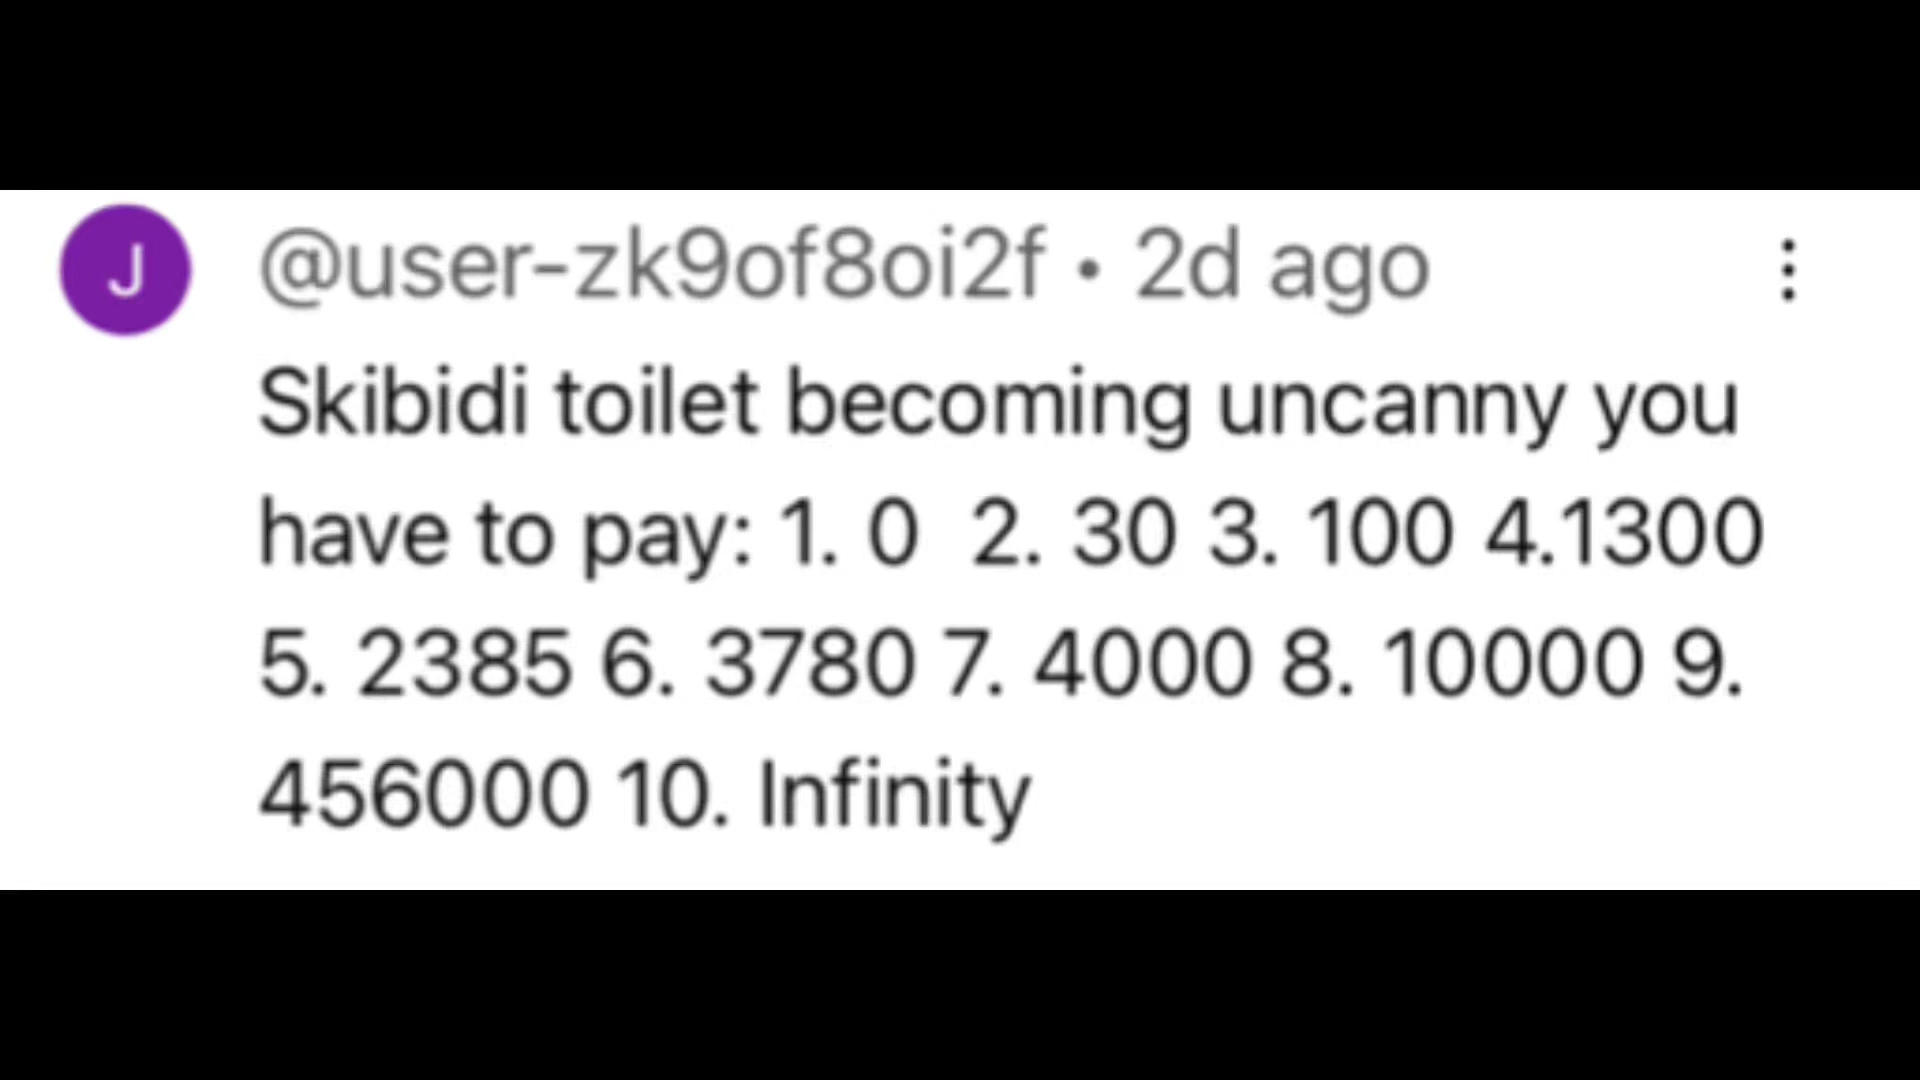 J
@user-zk9of8oi2f • 2d ago
Skibidi toilet becoming uncanny you
have to pay: 1. 0  2. 30 3. 100 4.1300
5. 2385 6. 3780 7. 4000 8. 10000 9.
456000 10. Infinity